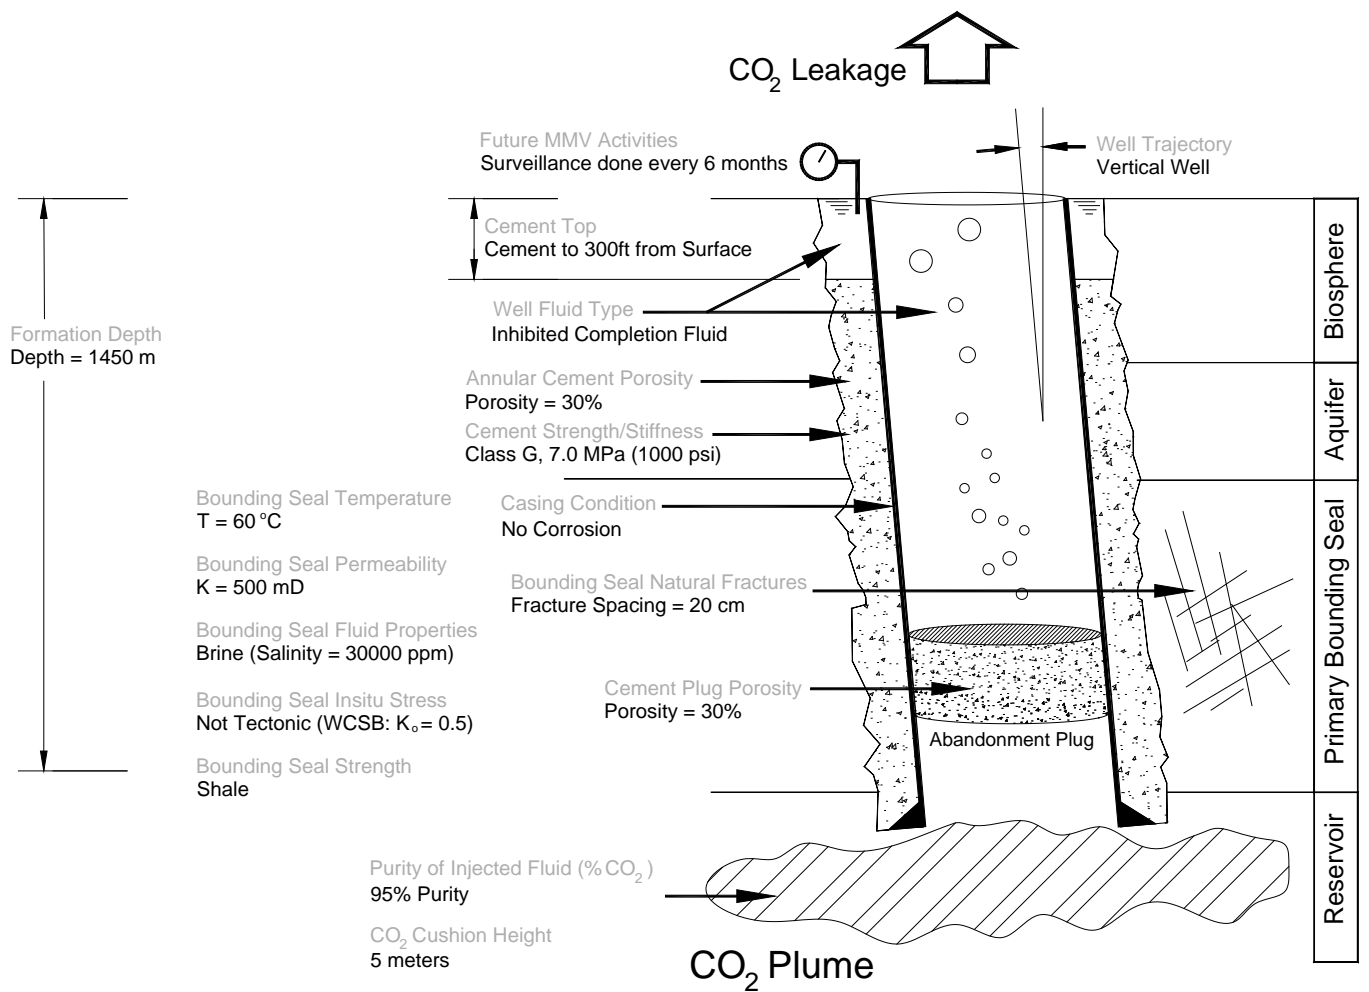 CO2 Leakage
Future MMV Activities
Surveillance done every 6 months
Well Trajectory
Vertical Well
Cement Top
Cement to 300ft from Surface
Well Fluid Type
Inhibited Completion Fluid
Formation Depth
Depth = 1450 m
Annular Cement Porosity
Porosity = 30%
Cement Strength/Stiffness
Class G, 7.0 MPa (1000 psi)
Bounding Seal Temperature
T = 60 °C
Casing Condition
No Corrosion
Bounding Seal Permeability
K = 500 mD
Bounding Seal Natural Fractures
Fracture Spacing = 20 cm
Bounding Seal Fluid Properties
Brine (Salinity = 30000 ppm)
Bounding Seal Insitu Stress
Not Tectonic (WCSB: Ko = 0.5)
Cement Plug Porosity
Porosity = 30%
Abandonment Plug
Bounding Seal Strength
Shale
Purity of Injected Fluid (% CO2 )
95% Purity
CO2 Cushion Height
5 meters
CO2 Plume
Biosphere
Aquifer
Primary Bounding Seal
Reservoir